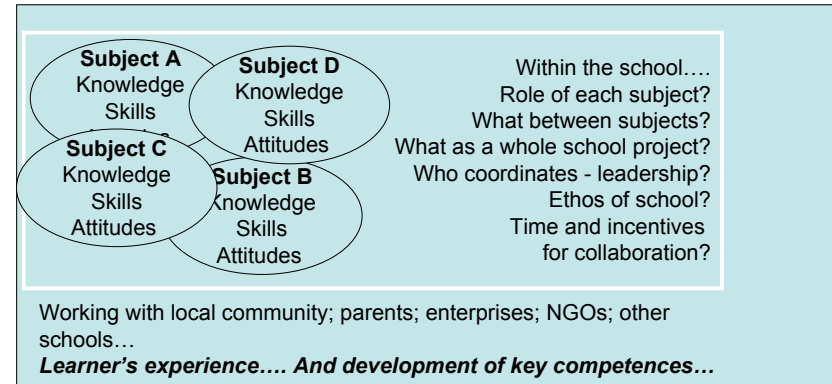 Subject A
Knowledge
Skills
Subject D
Knowledge
Skills
Attitudes
Subject C
Knowledge
Skills
Attitudes
Subject B
Knowledge
Skills
Attitudes
Within the school….
Role of each subject?
What between subjects?
What as a whole school project?
Who coordinates - leadership?
Ethos of school?
Time and incentives
for collaboration?
Working with local community; parents; enterprises; NGOs; other
schools…
Learner’s experience…. And development of key competences…